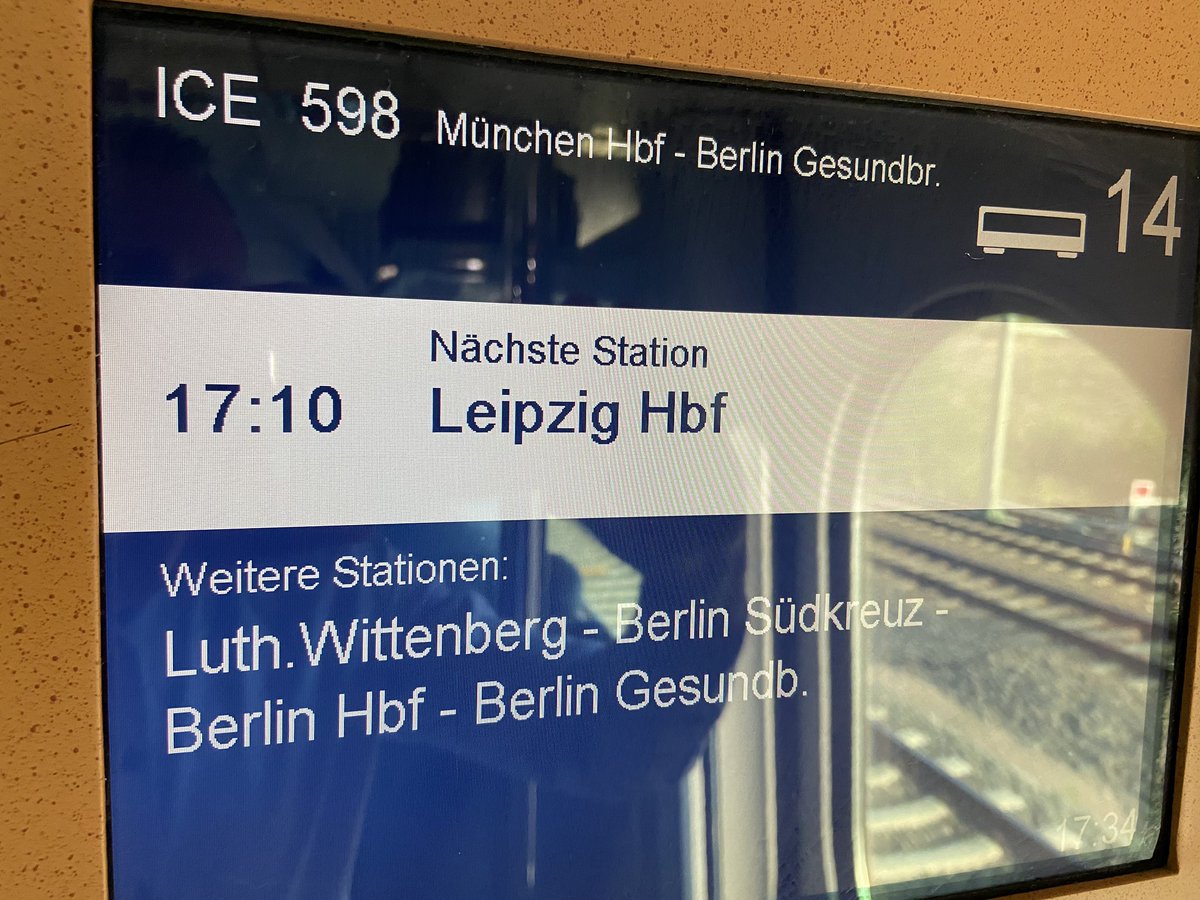 ICE 598 München Hbf - Berlin Gesundbr.
14
Nächste Station
17:10 Leipzig Hbf
Weitere Stationen:
Luth.Wittenberg - Berlin Südkreuz -
Berlin Hbf - Berlin Gesundb.
17:34